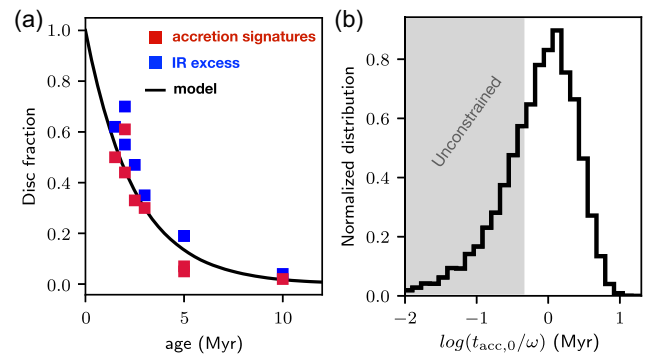 (a)
1.0
0.8
0.6
0.4
0.2
0.0
Disc fraction
accretion signatures
IR excess
model
0
5
10
age (Myr)
(b)
0.8
0.6
0.4
0.2
0.0
Normalized distribution
Unconstrained
-2
-1
0
1
log(t_acc,0/ω) (Myr)